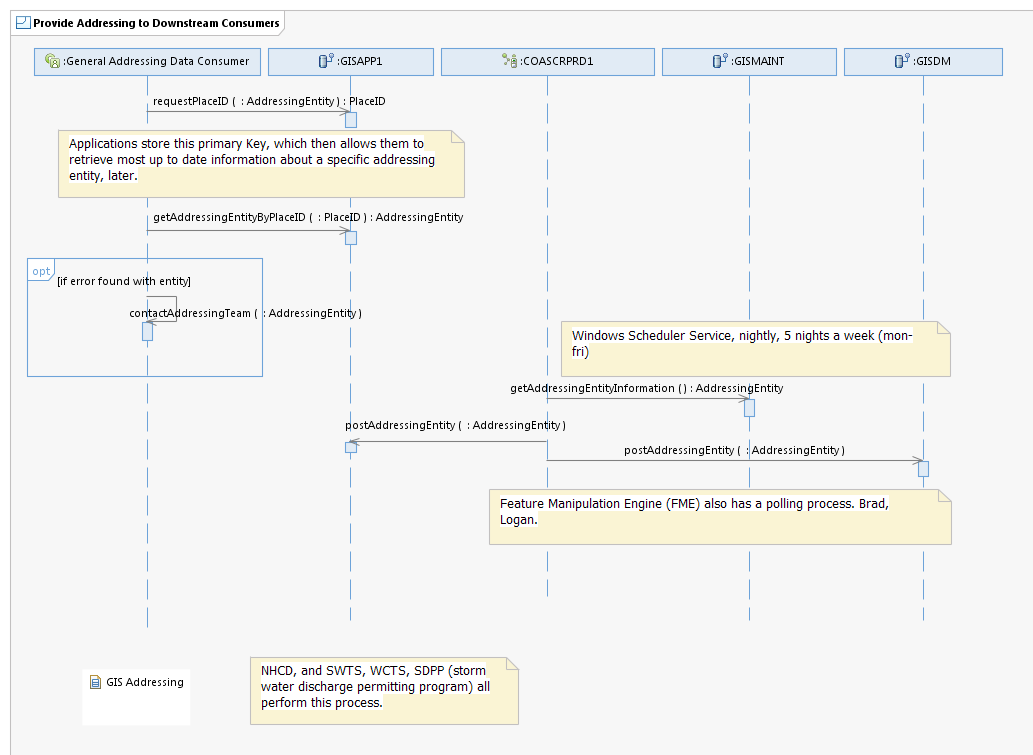 Provide Addressing to Downstream Consumers
:General Addressing Data Consumer
:GISAPP1
:COASCRPRD1
:GISMAINT
:GISDM
requestPlaceID ( : AddressingEntity ) : PlaceID
Applications store this primary Key, which then allows them to
retrieve most up to date information about a specific addressing
entity, later.
getAddressingEntityByPlaceID ( : PlaceID ) : AddressingEntity
opt
[if error found with entity]
contactAddressingTeam ( : AddressingEntity )
Windows Scheduler Service, nightly, 5 nights a week (mon-
fri)
getAddressingEntityInformation ( ) : AddressingEntity
postAddressingEntity ( : AddressingEntity )
postAddressingEntity ( : AddressingEntity )
Feature Manipulation Engine (FME) also has a polling process. Brad,
Logan.
GIS Addressing
NHCD, and SWTS, WCTS, SDPP (storm
water discharge permitting program) all
perform this process.